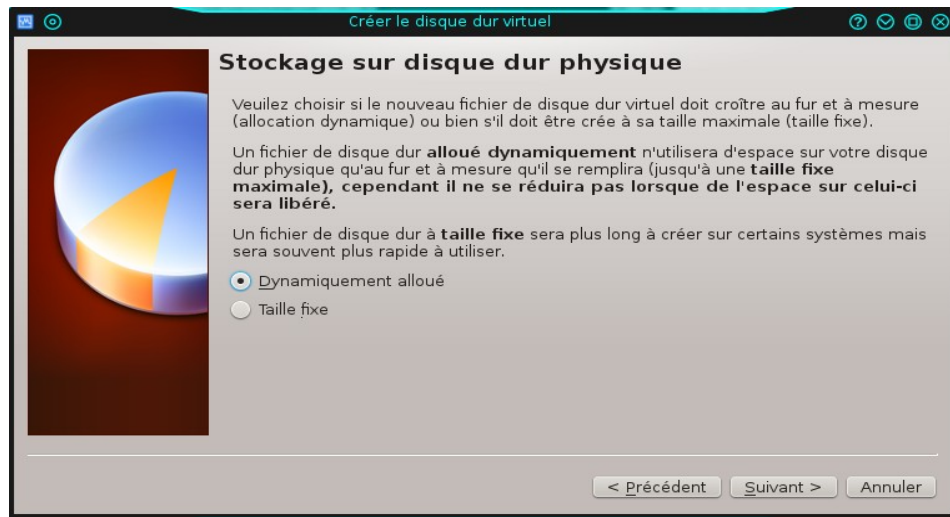 Créer le disque dur virtuel
Stockage sur disque dur physique
Veuilez choisir si le nouveau fichier de disque dur virtuel doit croître au fur et à mesure
(allocation dynamique) ou bien s'il doit être crée à sa taille maximale (taille fixe).
Un fichier de disque dur alloué dynamiquement n'utilisera d'espace sur votre disque
dur physique qu'au fur et à mesure qu'il se remplira (jusqu'à une taille fixe
maximale), cependant il ne se réduira pas lorsque de l'espace sur celui-ci
sera libéré.
Un fichier de disque dur à taille fixe sera plus long à créer sur certains systèmes mais
sera souvent plus rapide à utiliser.
Dynamiquement alloué
Taille fixe
< Précédent Suivant > Annuler